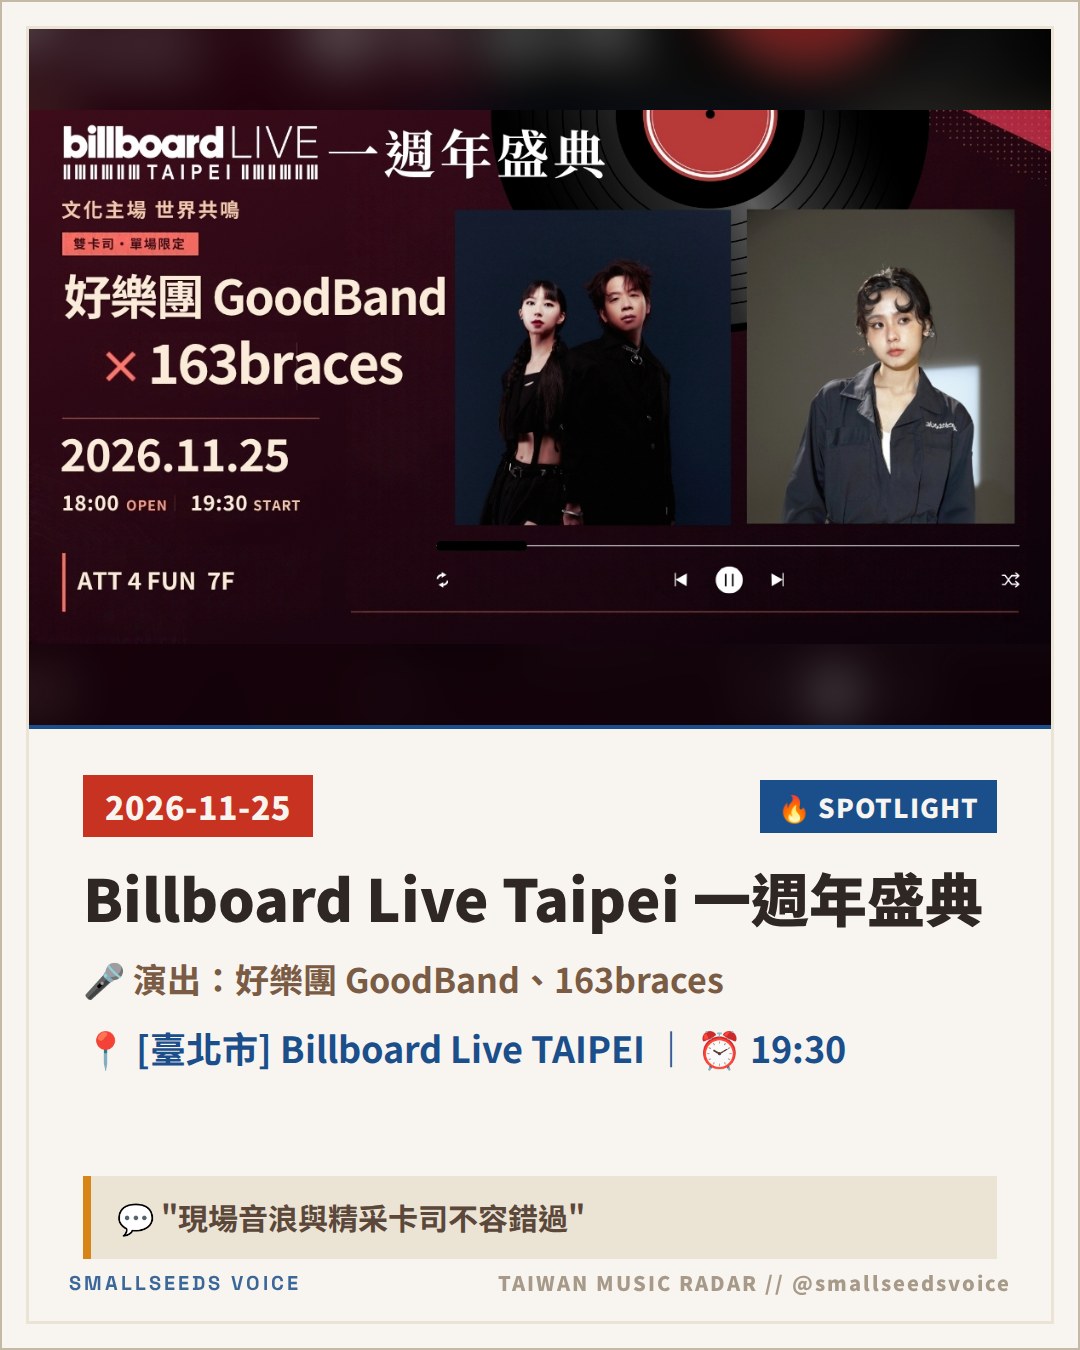 billboard LIVE 一週年盛典
TAIPEI
文化主場 世界共鳴
雙卡司・單場限定
好樂團 GoodBand
× 163braces
2026.11.25
18:00 OPEN 19:30 START
ATT 4 FUN 7F
2026-11-25
🔥 SPOTLIGHT
Billboard Live Taipei 一週年盛典
🎤 演出：好樂團 GoodBand、163braces
📍 [臺北市] Billboard Live TAIPEI ｜ ⏰ 19:30
💬 "現場音浪與精采卡司不容錯過"
SMALLSEEDS VOICE
TAIWAN MUSIC RADAR // @smallseedsvoice